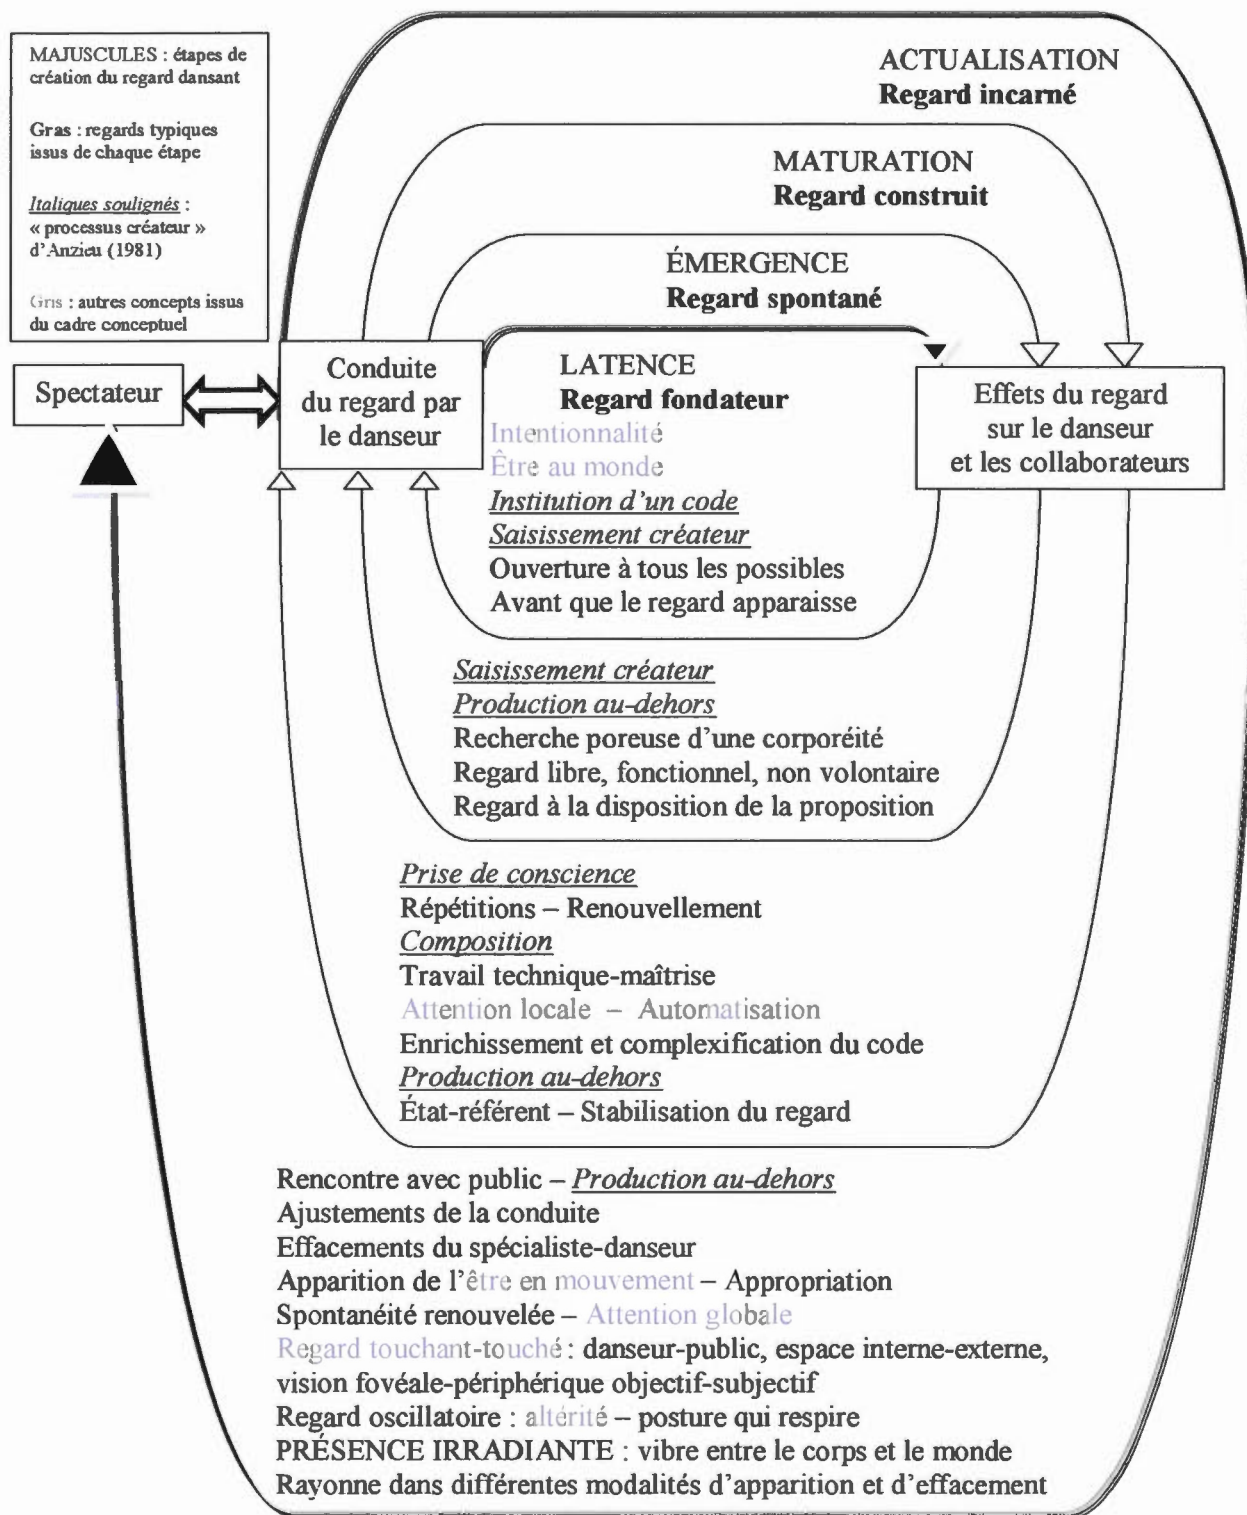 MAJUSCULES : étapes de
création du regard dansant
Gras : regards typiques
issus de chaque étape
Italiques soulignés :
« processus créateur »
d'Anzieu (1981)
Gris : autres concepts issus
du cadre conceptuel
ACTUALISATION
Regard incarné
MATURATION
Regard construit
ÉMERGENCE
Regard spontané
Spectateur
Conduite
du regard par
le danseur
LATENCE
Regard fondateur
Intentionnalité
Être au monde
Institution d'un code
Saisissement créateur
Ouverture à tous les possibles
Avant que le regard apparaisse
Effets du regard
sur le danseur
et les collaborateurs
Saisissement créateur
Production au-dehors
Recherche poreuse d'une corporéité
Regard libre, fonctionnel, non volontaire
Regard à la disposition de la proposition
Prise de conscience
Répétitions – Renouvellement
Composition
Travail technique-maîtrise
Attention locale – Automatisation
Enrichissement et complexification du code
Production au-dehors
État-référent – Stabilisation du regard
Rencontre avec public – Production au-dehors
Ajustements de la conduite
Effacements du spécialiste-danseur
Apparition de l'être en mouvement – Appropriation
Spontanéité renouvelée – Attention globale
Regard touchant-touché : danseur-public, espace interne-externe,
vision fovéale-périphérique objectif-subjectif
Regard oscillatoire : altérité – posture qui respire
PRÉSENCE IRRADIANTE : vibre entre le corps et le monde
Rayonne dans différentes modalités d'apparition et d'effacement